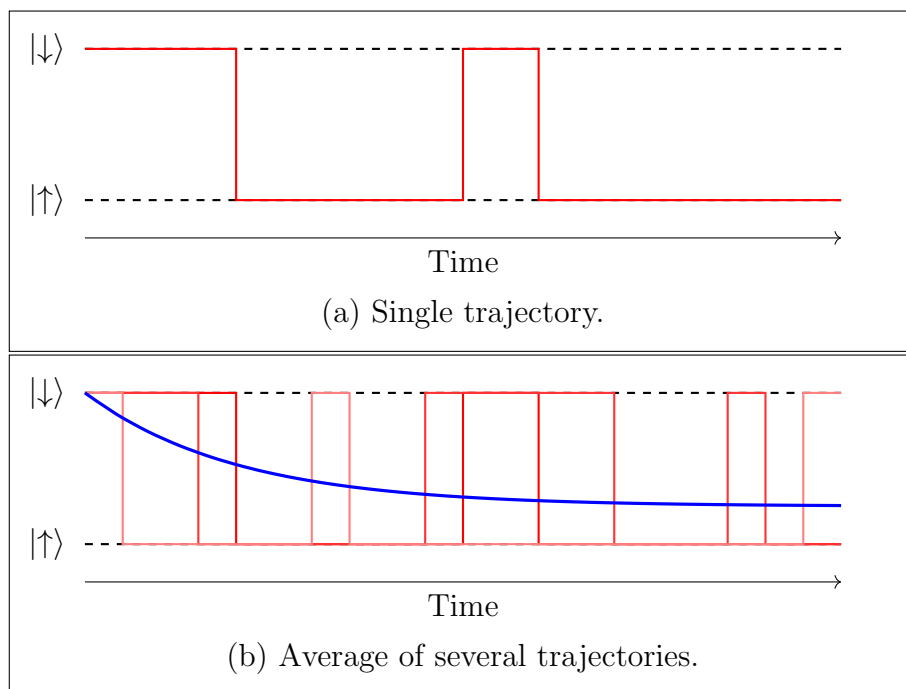 |↓⟩
|↑⟩
Time
(a) Single trajectory.
|↓⟩
|↑⟩
Time
(b) Average of several trajectories.